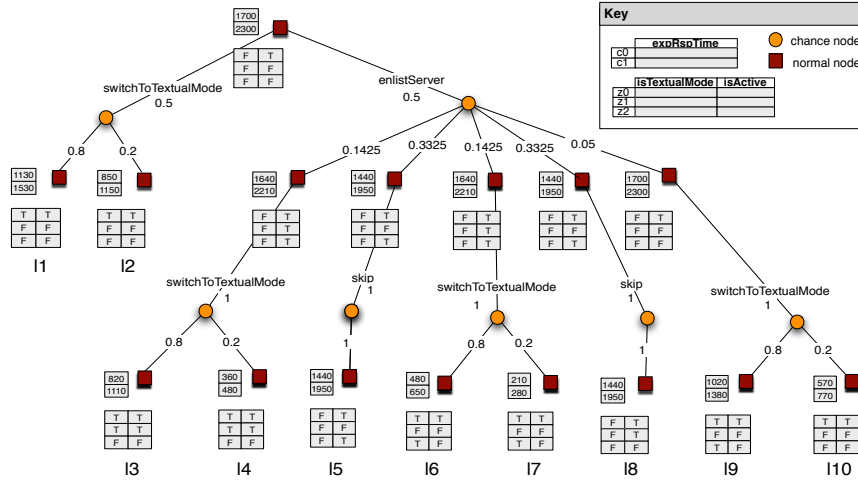 1700
2300
F T
F F
F F
Key
expRspTime
c0
c1
isTextualMode isActive
z0
z1
z2
chance node
normal node
switchToTextualMode
0.5
enlistServer
0.5
0.8
0.2
0.1425
0.3325
0.1425
0.3325
0.05
1130
1530
850
1150
1640
2210
1440
1950
1640
2210
1440
1950
1700
2300
T T
F F
F F
T T
F F
F F
F T
F T
F F
F T
F F
F T
F T
F F
F T
F T
F T
F F
F T
F F
F F
l1
l2
switchToTextualMode
1
skip
1
switchToTextualMode
1
skip
1
switchToTextualMode
1
0.8
0.2
1
0.8
0.2
1
0.8
0.2
820
1110
360
480
1440
1950
480
650
210
280
1440
1950
1020
1380
570
770
T T
T T
F F
T T
T T
F F
F T
F F
F T
T T
F F
T T
F T
F T
F F
T T
l3
l4
l5
l6
l7
l8
l9
l10